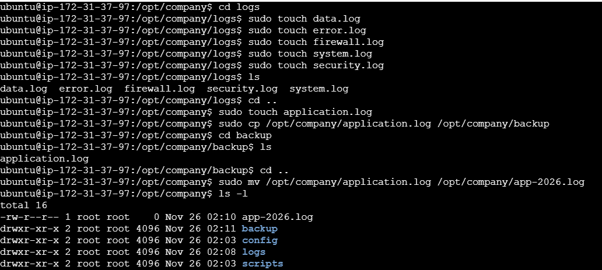 ubuntu@ip-172-31-37-97:/opt/company$ cd logs
ubuntu@ip-172-31-37-97:/opt/company/logs$ sudo touch data.log
ubuntu@ip-172-31-37-97:/opt/company/logs$ sudo touch error.log
ubuntu@ip-172-31-37-97:/opt/company/logs$ sudo touch firewall.log
ubuntu@ip-172-31-37-97:/opt/company/logs$ sudo touch system.log
ubuntu@ip-172-31-37-97:/opt/company/logs$ sudo touch security.log
ubuntu@ip-172-31-37-97:/opt/company/logs$ ls
data.log  error.log  firewall.log  security.log  system.log
ubuntu@ip-172-31-37-97:/opt/company/logs$ cd ..
ubuntu@ip-172-31-37-97:/opt/company$ sudo touch application.log
ubuntu@ip-172-31-37-97:/opt/company$ sudo cp /opt/company/application.log /opt/company/backup
ubuntu@ip-172-31-37-97:/opt/company$ cd backup
ubuntu@ip-172-31-37-97:/opt/company/backup$ ls
application.log
ubuntu@ip-172-31-37-97:/opt/company/backup$ cd ..
ubuntu@ip-172-31-37-97:/opt/company$ sudo mv /opt/company/application.log /opt/company/app-2026.log
ubuntu@ip-172-31-37-97:/opt/company$ ls -l
total 16
-rw-r--r-- 1 root root    0 Nov 26 02:10 app-2026.log
drwxr-xr-x 2 root root 4096 Nov 26 02:11 backup
drwxr-xr-x 2 root root 4096 Nov 26 02:03 config
drwxr-xr-x 2 root root 4096 Nov 26 02:08 logs
drwxr-xr-x 2 root root 4096 Nov 26 02:03 scripts